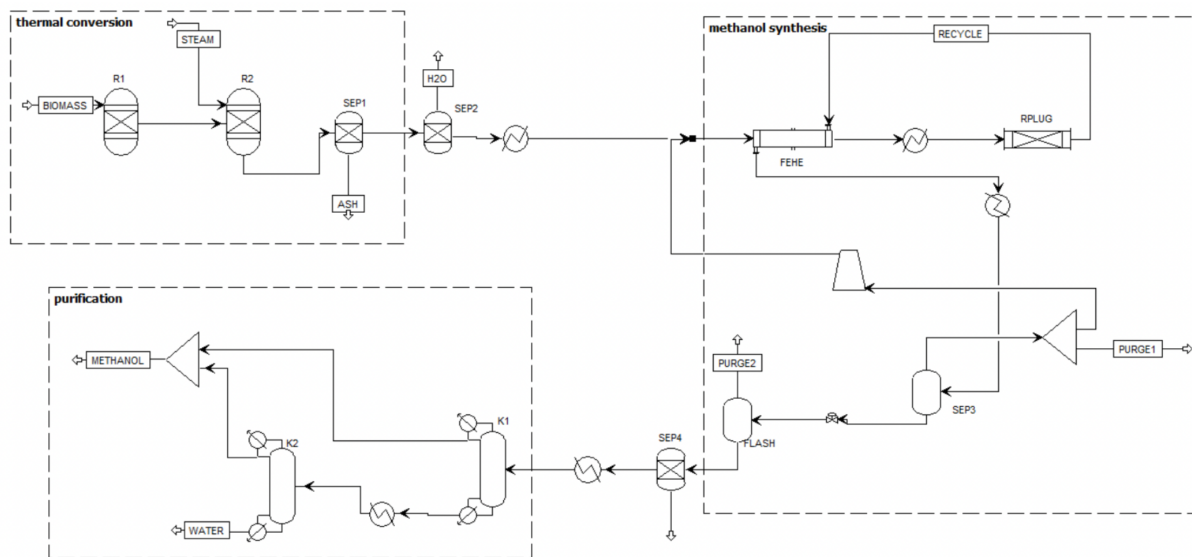 thermal conversion
methanol synthesis
STEAM
RECYCLE
R1
R2
H2O
BIOMASS
SEP1
SEP2
RPLUG
FEHE
ASH
purification
METHANOL
PURGE2
PURGE1
SEP3
K1
FLASH
SEP4
K2
WATER